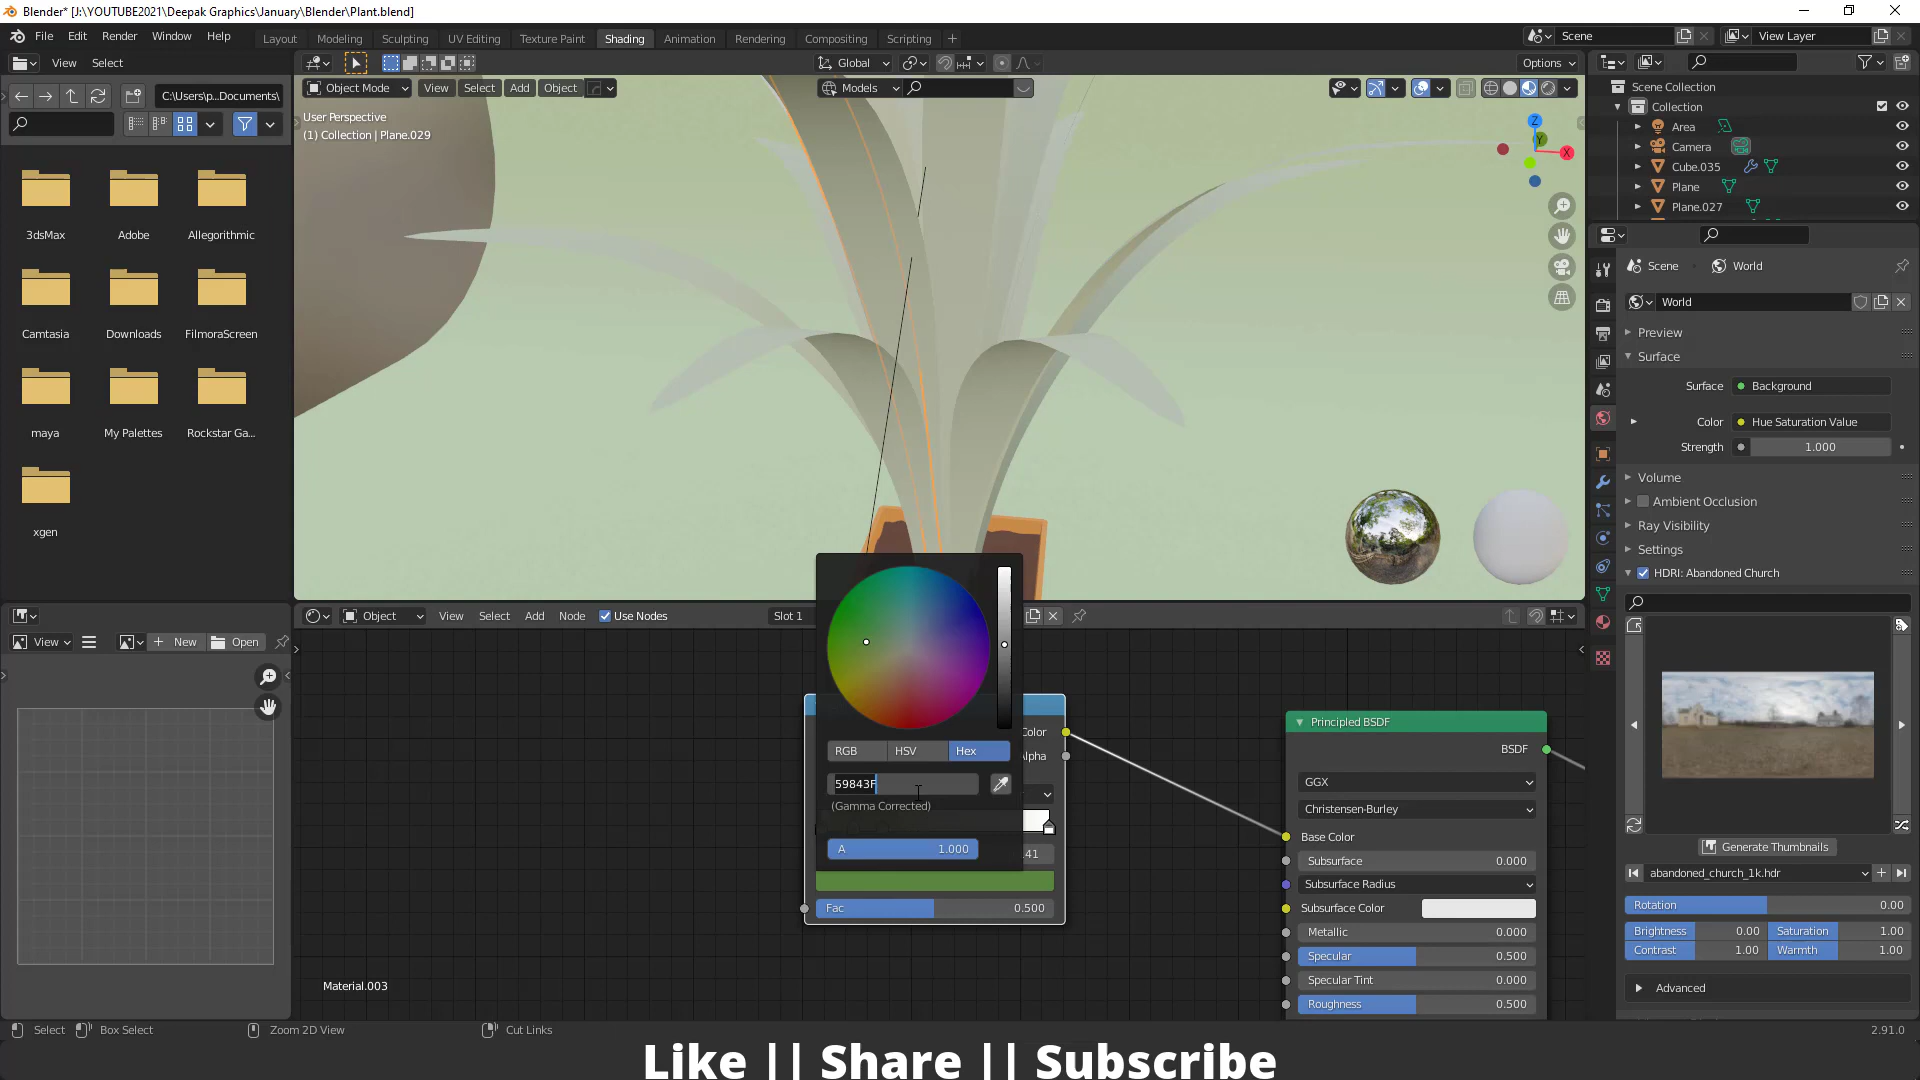 Blender* [J:\YOUTUBE2021\Deepak Graphics\January\Blender\Plant.blend]
File Edit Render Window Help
Layout Modeling Sculpting UV Editing Texture Paint Shading Animation Rendering Compositing Scripting
Scene View Layer
View Select
Global
Options
C:\Users\p...Documents\
Object Mode View Select Add Object
Models
User Perspective
(1) Collection | Plane.029
Z
Y
X
3dsMax Adobe Allegorithmic
Camtasia Downloads FilmoraScreen
maya My Palettes Rockstar Ga...
xgen
Scene Collection
Collection
Area
Camera
Cube.035
Plane
Plane.027
Scene World
World
Preview
Surface
Surface Background
Color Hue Saturation Value
Strength 1.000
Volume
Ambient Occlusion
Ray Visibility
Settings
HDRI: Abandoned Church
Generate Thumbnails
abandoned_church_1k.hdr
Rotation 0.00
Brightness 0.00 Saturation 1.00
Contrast 1.00 Warmth 1.00
Advanced
View New Open
Object View Select Add Node Use Nodes Slot 1
RGB HSV Hex
59843F
(Gamma Corrected)
A 1.000
Color
Alpha
41
Fac 0.500
Principled BSDF
BSDF
GGX
Christensen-Burley
Base Color
Subsurface 0.000
Subsurface Radius
Subsurface Color
Metallic 0.000
Specular 0.500
Specular Tint 0.000
Roughness 0.500
Material.003
Select Box Select Zoom 2D View Cut Links
2.91.0
Like || Share || Subscribe